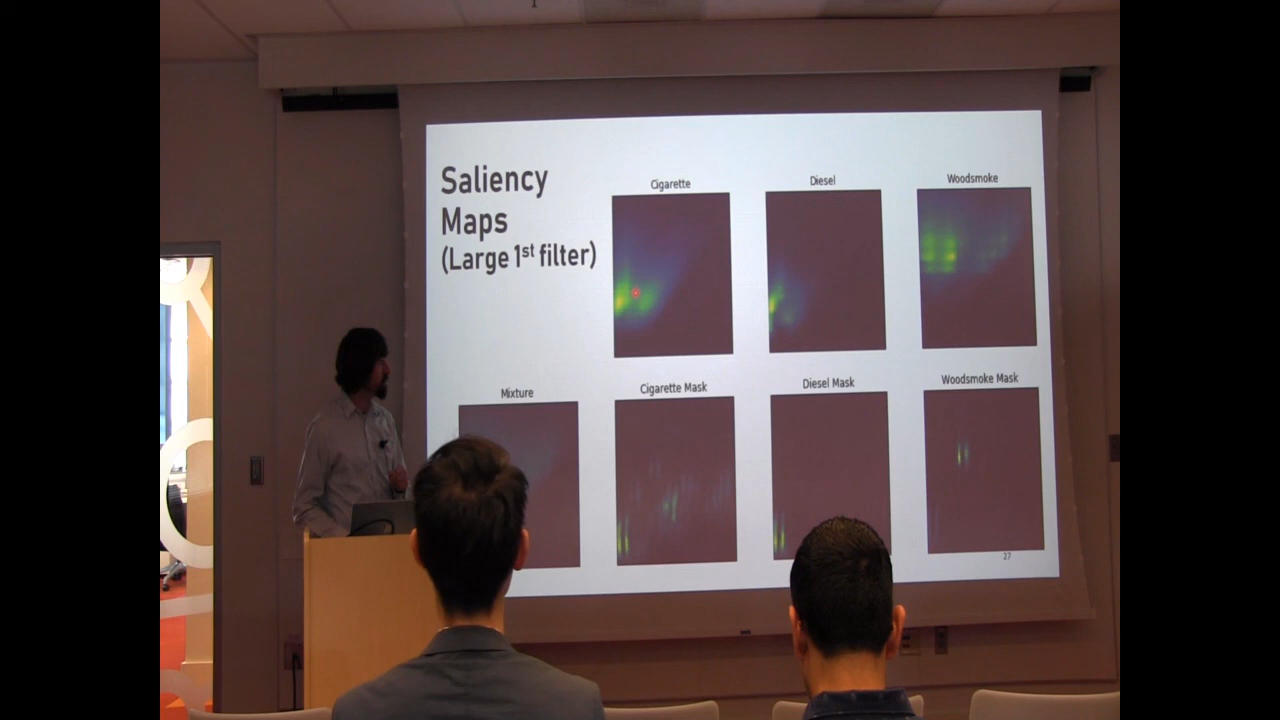 Saliency
Maps
(Large 1st filter)
Cigarette
Diesel
Woodsmoke
Mixture
Cigarette Mask
Diesel Mask
Woodsmoke Mask
27